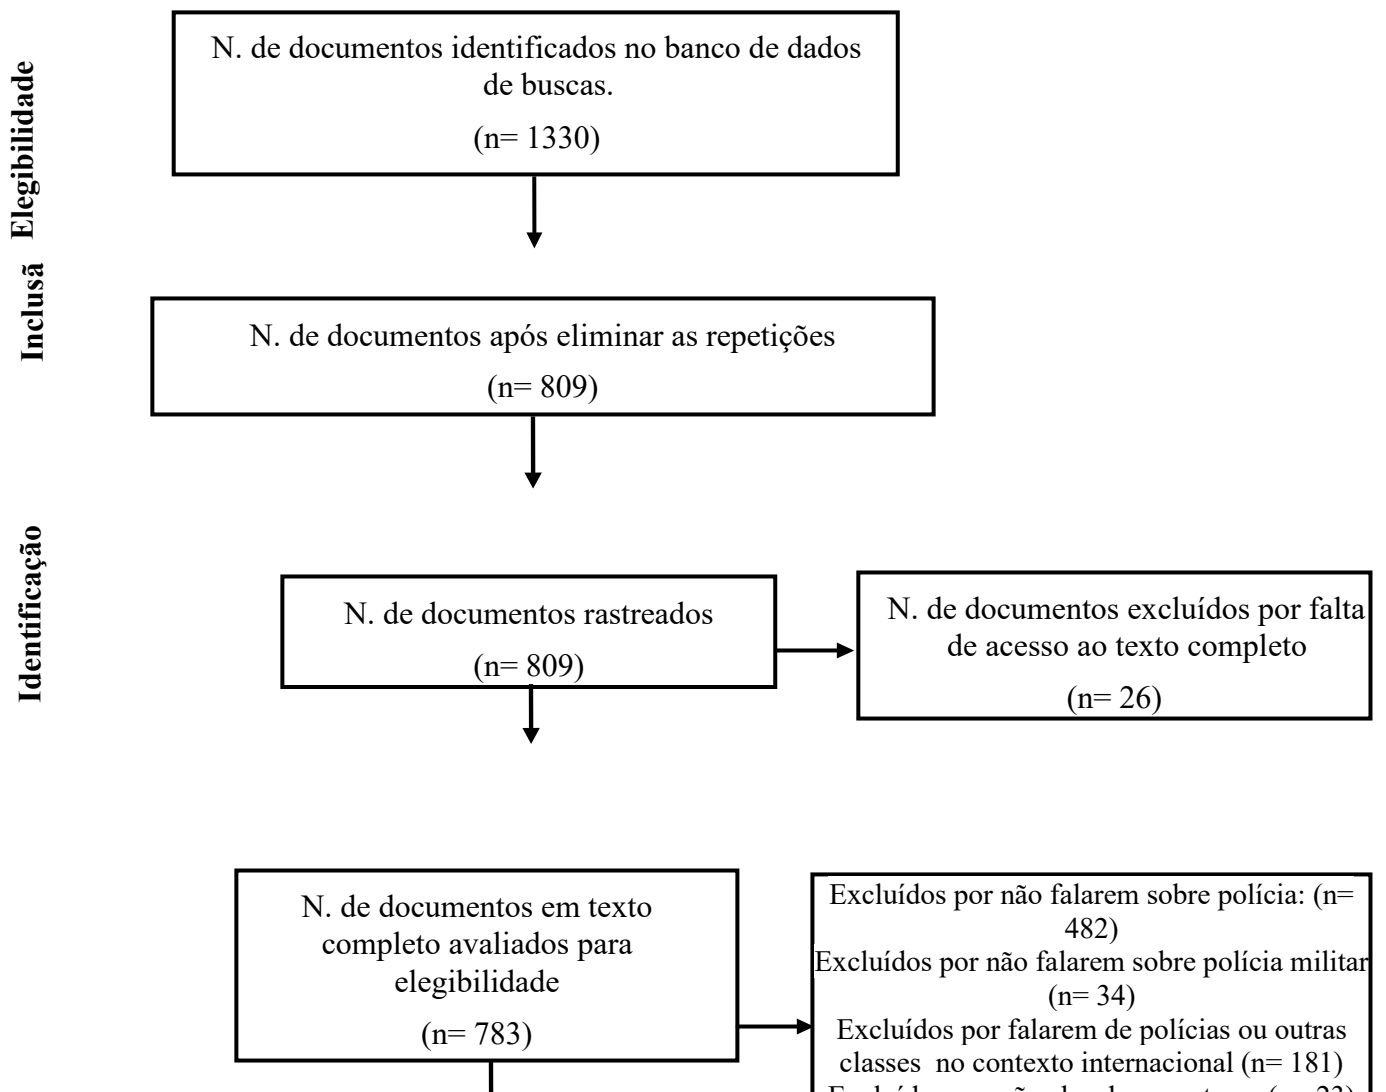 Elegibilidade
Inclusã
Identificação
N. de documentos identificados no banco de dados
de buscas.
(n= 1330)
N. de documentos após eliminar as repetições
(n= 809)
N. de documentos rastreados
(n= 809)
N. de documentos excluídos por falta
de acesso ao texto completo
(n= 26)
N. de documentos em texto
completo avaliados para
elegibilidade
(n= 783)
Excluídos por não falarem sobre polícia: (n=
482)
Excluídos por não falarem sobre polícia militar
(n= 34)
Excluídos por falarem de polícias ou outras
classes  no contexto internacional (n= 181)